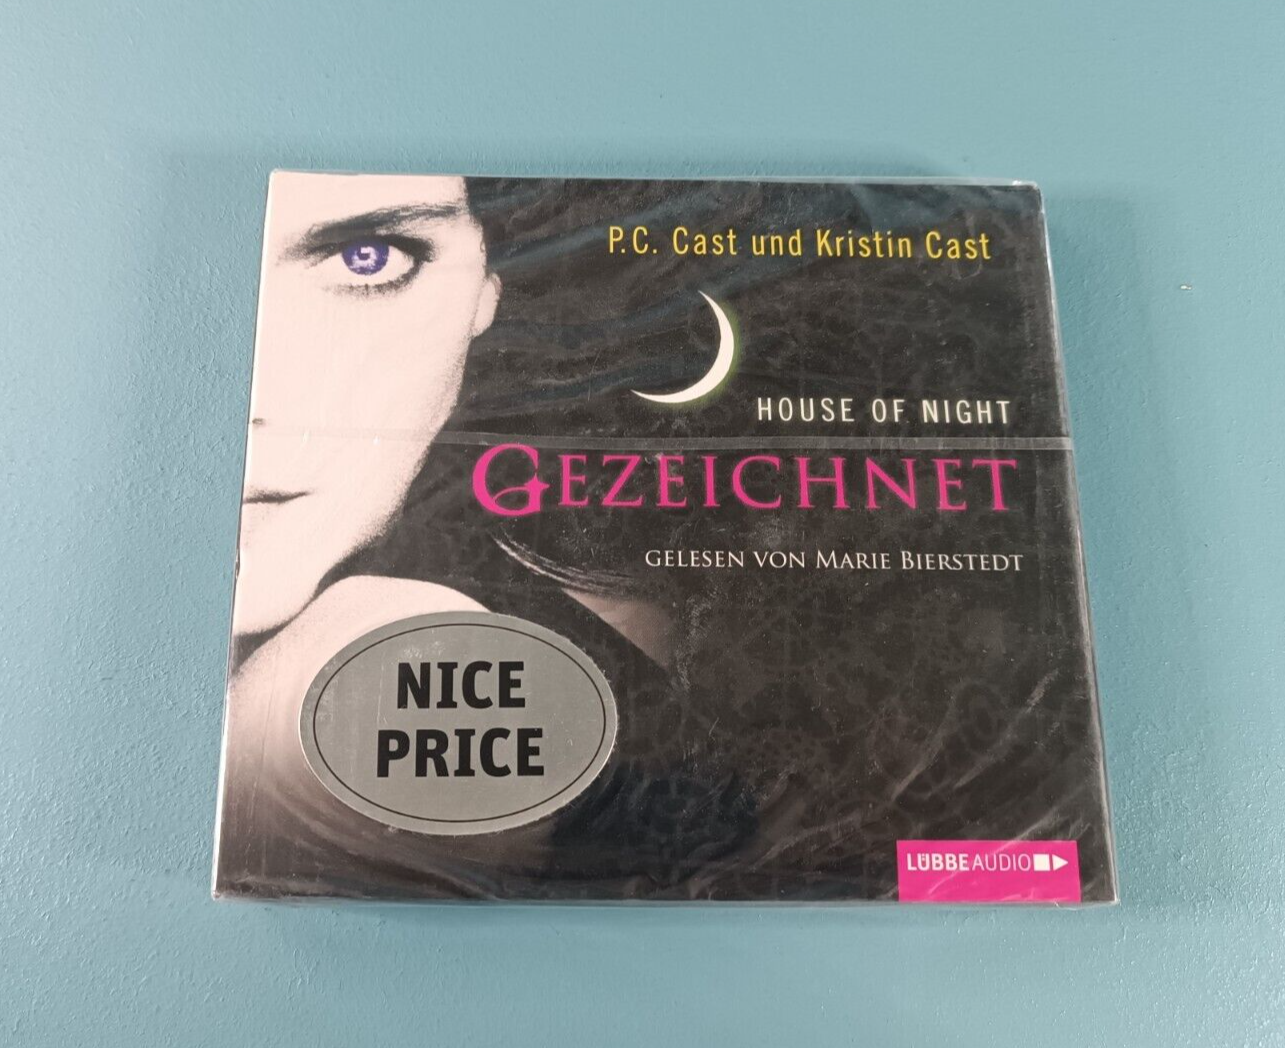 P.C. Cast und Kristin Cast
HOUSE OF NIGHT
GEZEICHNET
GELESEN VON MARIE BIERSTEDT
NICE
PRICE
LÜBBEAUDIO